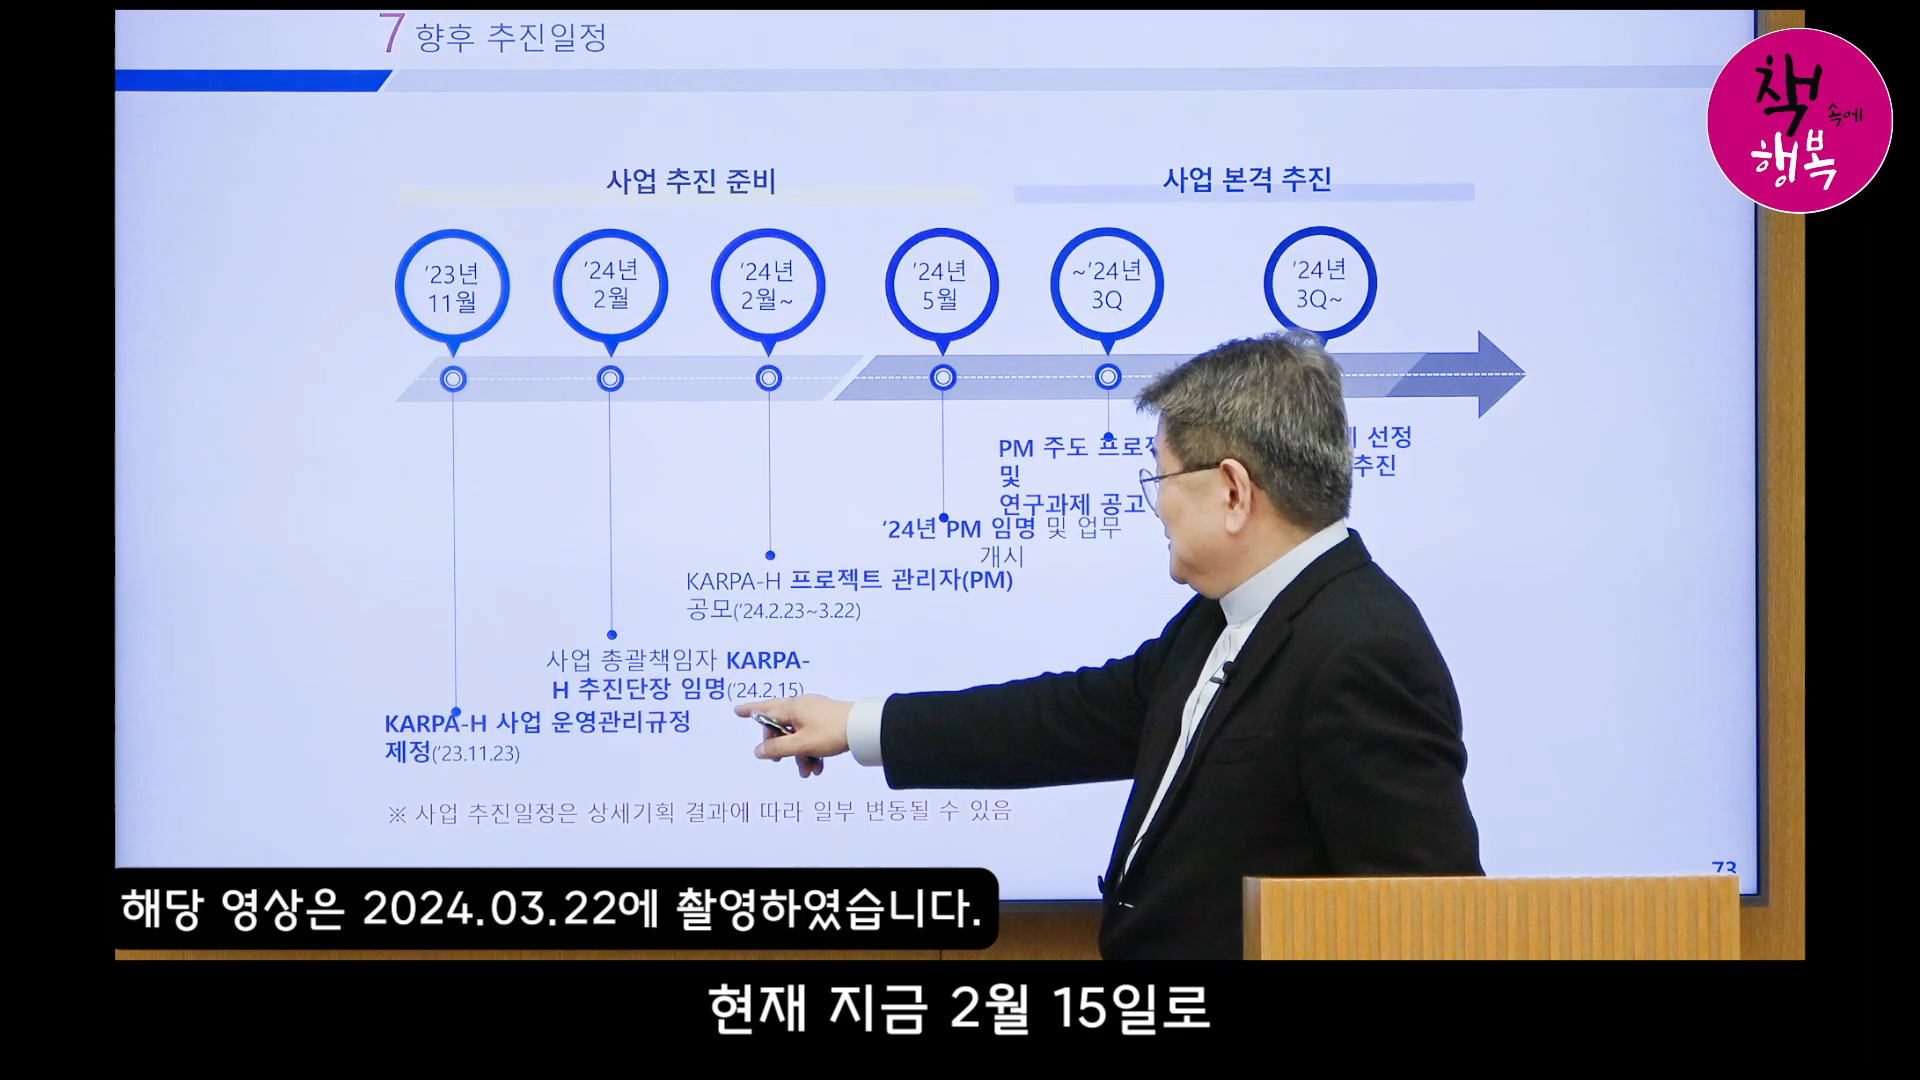 7 향후 추진일정
책
속에
행복
사업 추진 준비
사업 본격 추진
'23년
11월
'24년
2월
'24년
2월~
'24년
5월
~'24년
3Q
'24년
3Q~
PM 주도
및
연구과제 공고
선정
추진
'24년 PM 임명 및 업무
개시
KARPA-H 프로젝트 관리자(PM)
공모('24.2.23~3.22)
사업 총괄책임자 KARPA-
H 추진단장 임명('24.2.15)
KARPA-H 사업 운영관리규정
제정('23.11.23)
※ 사업 추진일정은 상세기획 결과에 따라 일부 변동될 수 있음
73
해당 영상은 2024.03.22에 촬영하였습니다.
현재 지금 2월 15일로